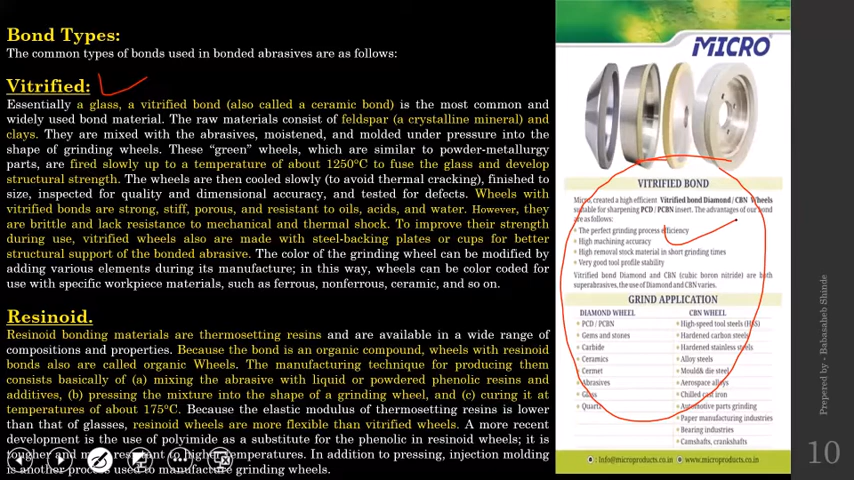 Bond Types:
The common types of bonds used in bonded abrasives are as follows:
Vitrified:
Essentially a glass, a vitrified bond (also called a ceramic bond) is the most common and
widely used bond material. The raw materials consist of feldspar (a crystalline mineral) and
clays. They are mixed with the abrasives, moistened, and molded under pressure into the
shape of grinding wheels. These “green” wheels, which are similar to powder-metallurgy
parts, are fired slowly up to a temperature of about 1250°C to fuse the glass and develop
structural strength. The wheels are then cooled slowly (to avoid thermal cracking), finished to
size, inspected for quality and dimensional accuracy, and tested for defects. Wheels with
vitrified bonds are strong, stiff, porous, and resistant to oils, acids, and water. However, they
are brittle and lack resistance to mechanical and thermal shock. To improve their strength
during use, vitrified wheels also are made with steel-backing plates or cups for better
structural support of the bonded abrasive. The color of the grinding wheel can be modified by
adding various elements during its manufacture; in this way, wheels can be color coded for
use with specific workpiece materials, such as ferrous, nonferrous, ceramic, and so on.
Resinoid.
Resinoid bonding materials are thermosetting resins and are available in a wide range of
compositions and properties. Because the bond is an organic compound, wheels with resinoid
bonds also are called organic Wheels. The manufacturing technique for producing them
consists basically of (a) mixing the abrasive with liquid or powdered phenolic resins and
additives, (b) pressing the mixture into the shape of a grinding wheel, and (c) curing it at
temperatures of about 175°C. Because the elastic modulus of thermosetting resins is lower
than that of glasses, resinoid wheels are more flexible than vitrified wheels. A more recent
development is the use of polyimide as a substitute for the phenolic in resinoid wheels; it is
tougher and to higher temperatures. In addition to pressing, injection molding
is another process used to manufacture grinding wheels.
MICRO
VITRIFIED BOND
Micro, created a high efficient Vitrified bond Diamond / CBN Wheels
suitable for sharpening PCD / PCBN insert. The advantages of our bond
are as follows:
The perfect grinding process efficiency
High machining accuracy
High removal stock material in short grinding times
Very good tool profile stability
Vitrified bond Diamond and CBN (cubic boron nitride) are both
superabrasives, the use of Diamond and CBN varies.
GRIND APPLICATION
DIAMOND WHEEL
PCD / PCBN
Gems and stones
Carbide
Ceramics
Cermet
Abrasives
Glass
Quartz
CBN WHEEL
High-speed tool steels (HSS)
Hardened carbon steels
Hardened stainless steels
Alloy steels
Mould& die steel
Aerospace alloys
Chilled cast iron
Automotive parts grinding
Paper manufacturing industries
Bearing industries
Camshafts, crankshafts
Info@microproducts.co.in www.microproducts.co.in
Prepered by - Babasaheb Shinde
10